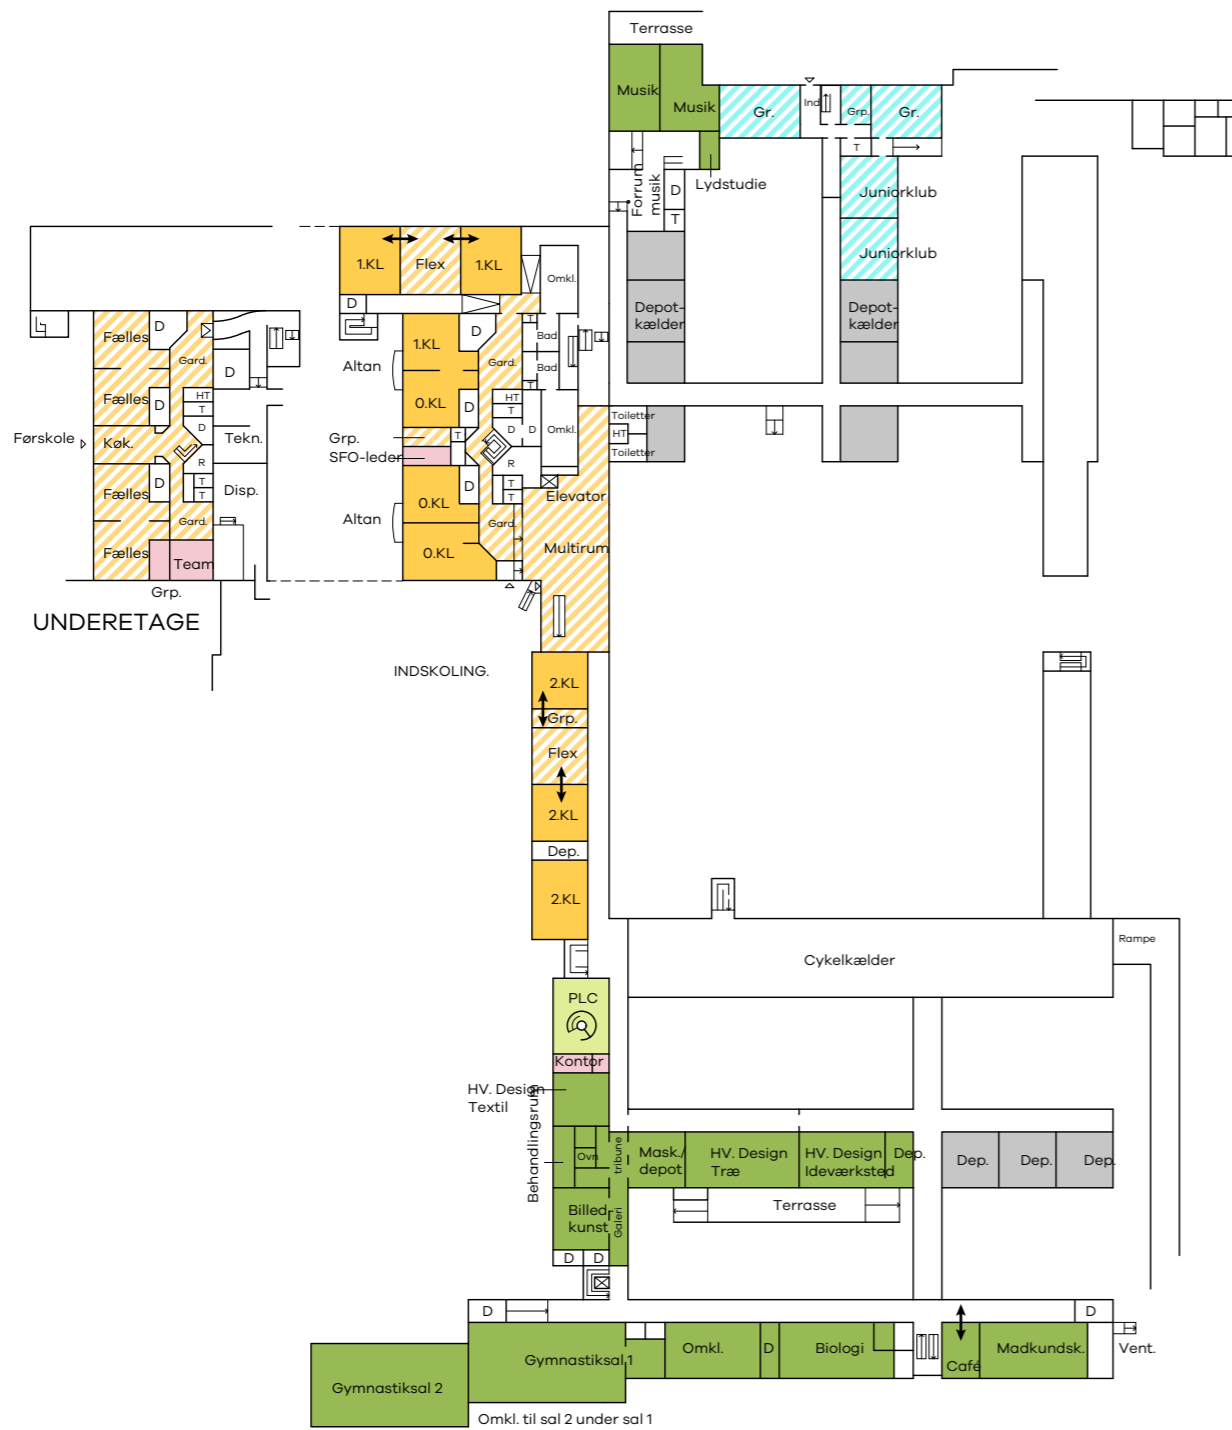 Terrasse
Musik
Musik
Gr.
Ind
Grp.
Gr.
T
Lydstudie
Forrum
musik
D
T
Juniorklub
Juniorklub
1.KL
Flex
1.KL
Omkl.
D
Depot-
kælder
Depot-
kælder
Fælles
D
Gard.
D
Fælles
D
HT
T
D
Førskole
Køk.
Tekn.
R
Fælles
D
T
T
Disp.
Gard.
Fælles
Team
Grp.
UNDERETAGE
1.KL
D
T
Bad
Altan
Gard.
Bad
T
0.KL
D
HT
T
D
D
Omkl.
Grp.
T
SFO-leder
R
Toiletter
HT
Toiletter
0.KL
D
T
T
Elevator
Altan
Gard.
0.KL
Multirum
INDSKOLING.
2.KL
Grp.
Flex
2.KL
Dep.
2.KL
Cykelkælder
Rampe
PLC
Kontor
HV. Design
Textil
Behandlingsrum
Ovn
tribune
Mask./
depot
HV. Design
Træ
HV. Design
Ideværksted
Dep.
Dep.
Dep.
Dep.
Billed
kunst
Galeri
Terrasse
D
D
D
D
Gymnastiksal 1
Omkl.
D
Biologi
Café
Madkundsk.
Vent.
Gymnastiksal 2
Omkl. til sal 2 under sal 1